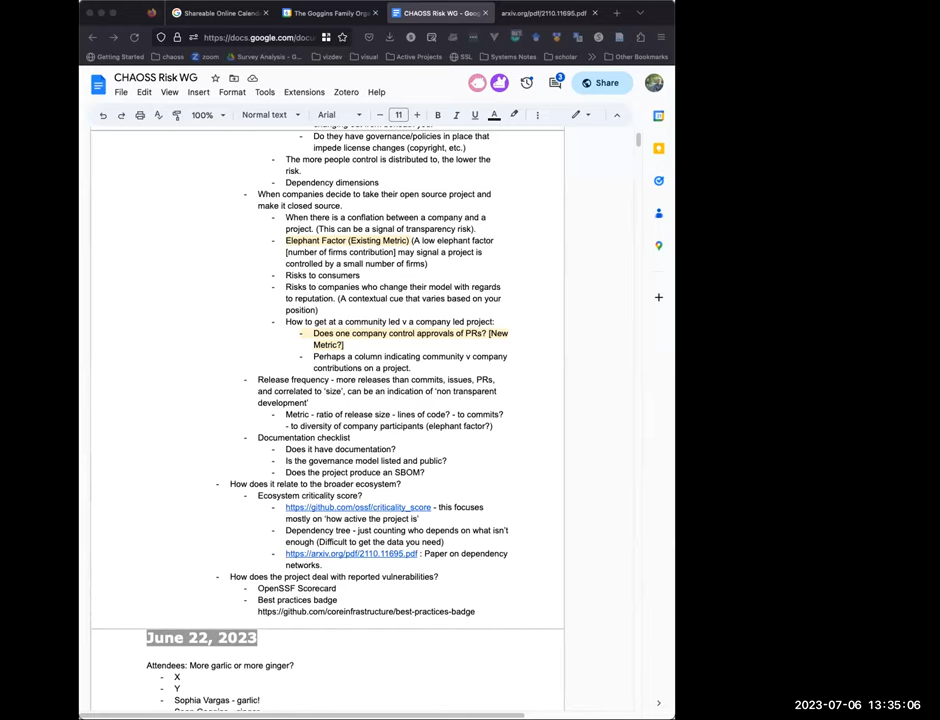 Shareable Online Calenda
The Goggins Family Orga
CHAOSS Risk WG - Goog
arxiv.org/pdf/2110.11695.pdf
https://docs.google.com/docu
Getting Started
chaoss
zoom
Survey Analysis - G...
vizdev
visual
Active Projects
SSL
Systems Notes
scholar
Other Bookmarks
CHAOSS Risk WG
File Edit View Insert Format Tools Extensions Zotero Help
3
Share
100% Normal text Arial 11 B I U A
- Do they have governance/policies in place that
impede license changes (copyright, etc.)
- The more people control is distributed to, the lower the
risk.
- Dependency dimensions
- When companies decide to take their open source project and
make it closed source.
- When there is a conflation between a company and a
project. (This can be a signal of transparency risk).
- Elephant Factor (Existing Metric) (A low elephant factor
[number of firms contribution] may signal a project is
controlled by a small number of firms)
- Risks to consumers
- Risks to companies who change their model with regards
to reputation. (A contextual cue that varies based on your
position)
- How to get at a community led v a company led project:
- Does one company control approvals of PRs? [New
Metric?]
- Perhaps a column indicating community v company
contributions on a project.
- Release frequency - more releases than commits, issues, PRs,
and correlated to 'size', can be an indication of 'non transparent
development'
- Metric - ratio of release size - lines of code? - to commits?
- to diversity of company participants (elephant factor?)
- Documentation checklist
- Does it have documentation?
- Is the governance model listed and public?
- Does the project produce an SBOM?
- How does it relate to the broader ecosystem?
- Ecosystem criticality score?
- https://github.com/ossf/criticality_score - this focuses
mostly on 'how active the project is'
- Dependency tree - just counting who depends on what isn't
enough (Difficult to get the data you need)
- https://arxiv.org/pdf/2110.11695.pdf : Paper on dependency
networks.
- How does the project deal with reported vulnerabilities?
- OpenSSF Scorecard
- Best practices badge
https://github.com/coreinfrastructure/best-practices-badge
June 22, 2023
Attendees: More garlic or more ginger?
- X
- Y
- Sophia Vargas - garlic!
2023-07-06 13:35:06